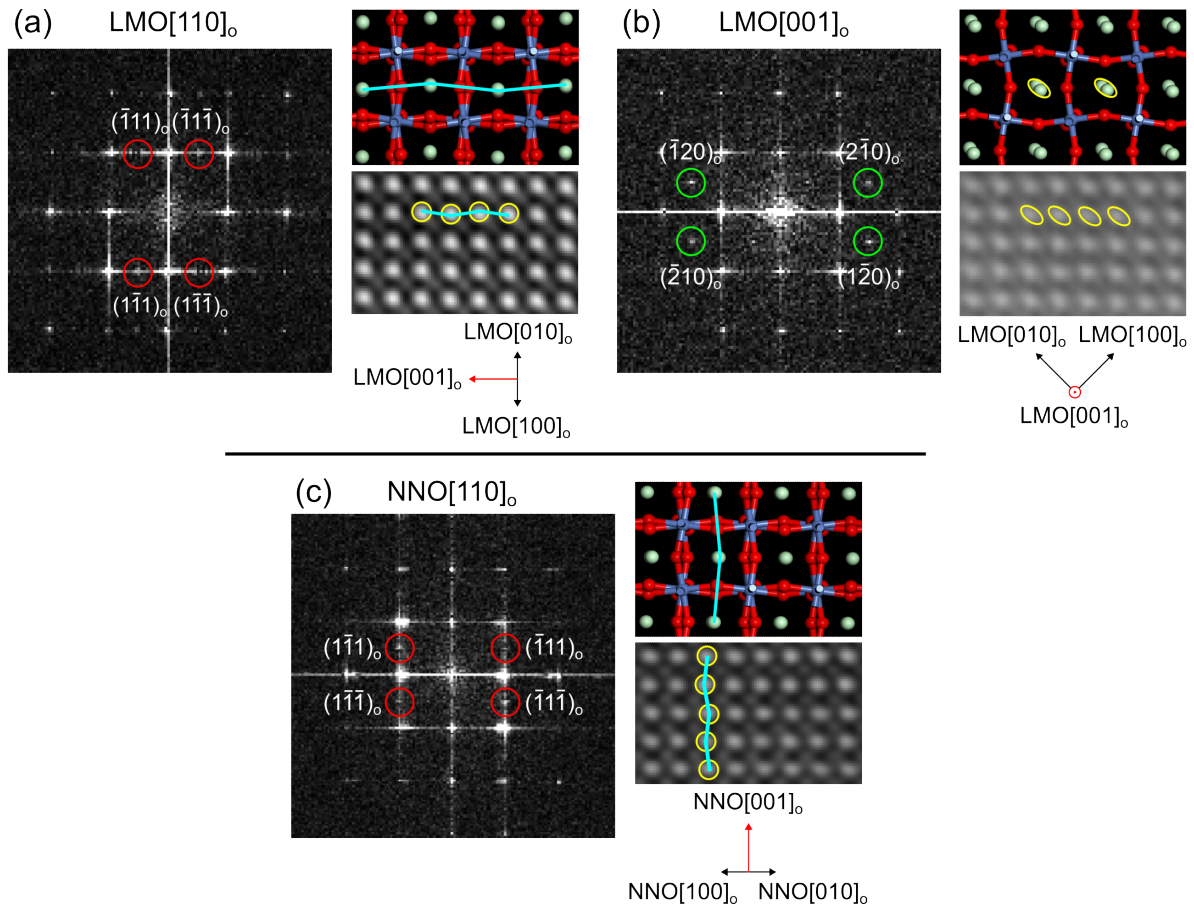 (a) LMO[110]ₒ
(1̅11)ₒ (1̅11̅)ₒ
(11̅1)ₒ (11̅1̅)ₒ
LMO[010]ₒ
LMO[001]ₒ
LMO[100]ₒ
(b) LMO[001]ₒ
(1̅20)ₒ (21̅0)ₒ
(2̅10)ₒ (12̅0)ₒ
LMO[010]ₒ LMO[100]ₒ
LMO[001]ₒ
(c) NNO[110]ₒ
(11̅1)ₒ (1̅11)ₒ
(11̅1̅)ₒ (1̅11̅)ₒ
NNO[001]ₒ
NNO[100]ₒ NNO[010]ₒ